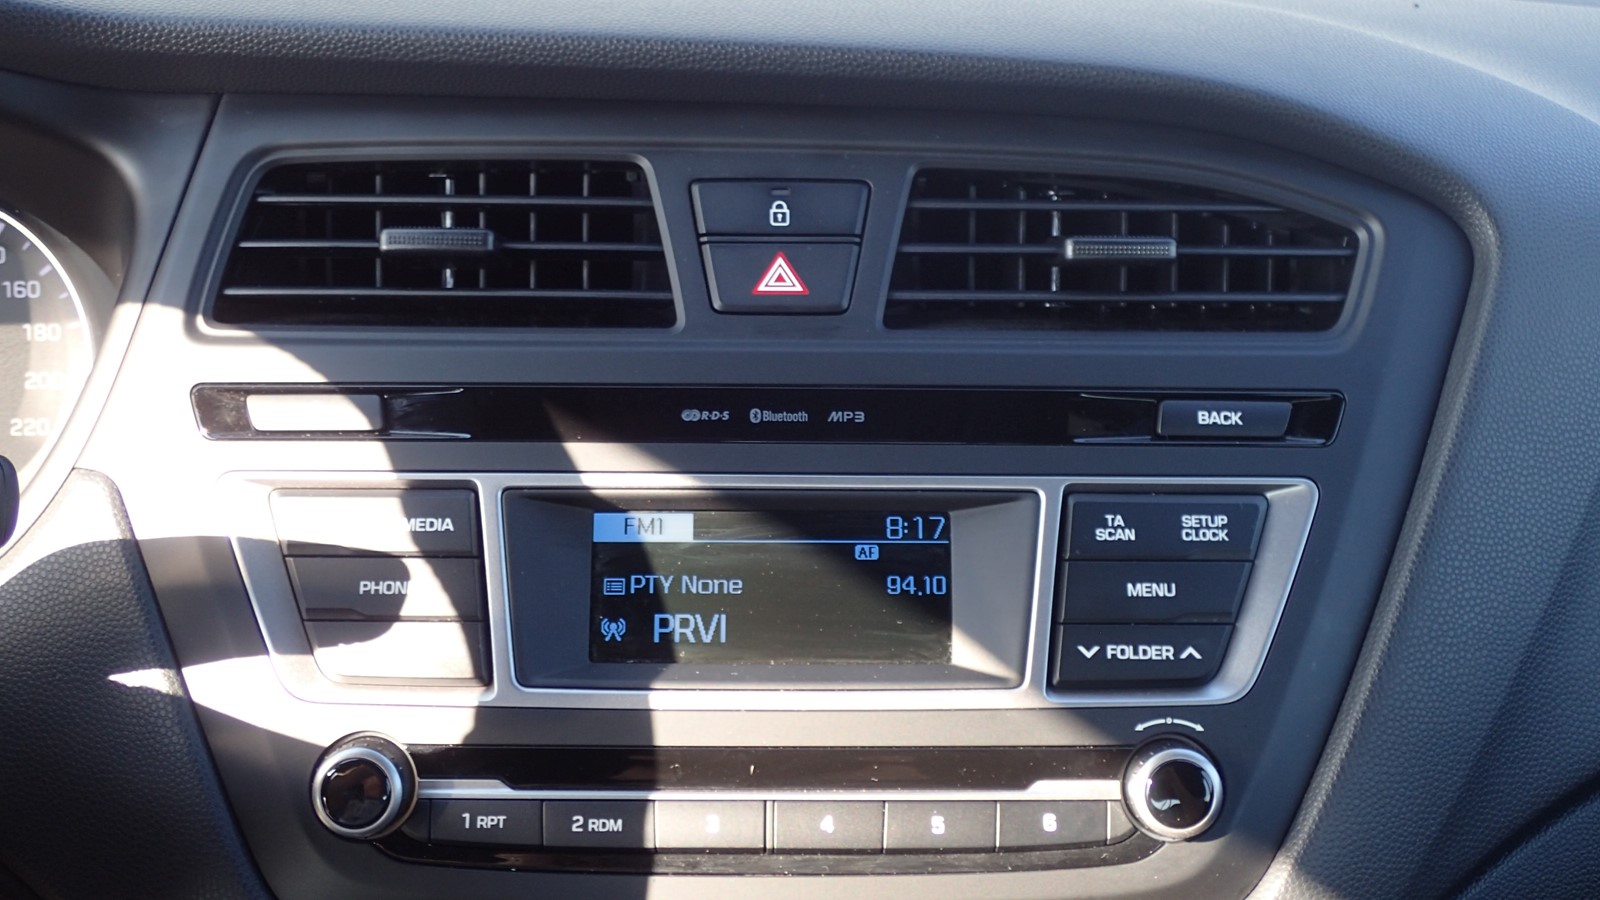 160
180
200
220
R·D·S
Bluetooth
MP3
BACK
MEDIA
PHON
FM1
8:17
AF
PTY None
94.10
PRVI
TA
SCAN
SETUP
CLOCK
MENU
FOLDER
1 RPT
2 RDM
3
4
5
6